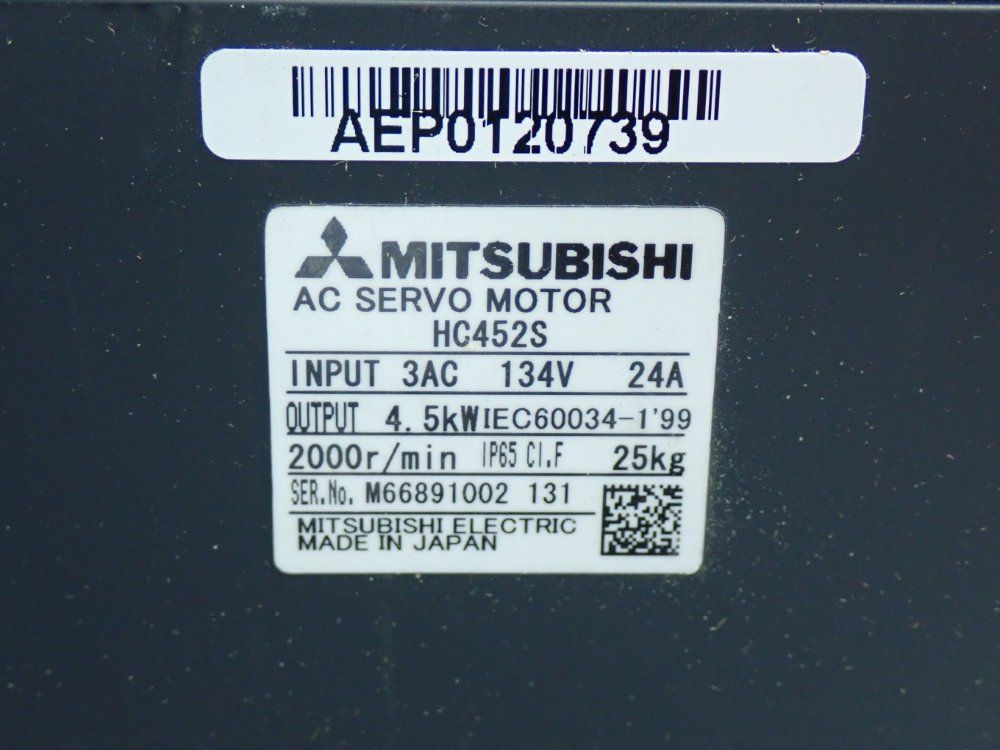 AEP0120739
MITSUBISHI
AC SERVO MOTOR
HC452S
INPUT 3AC 134V 24A
OUTPUT 4.5kW IEC60034-1'99
2000r/min IP65 CI.F 25kg
SER.No. M66891002 131
MITSUBISHI ELECTRIC
MADE IN JAPAN